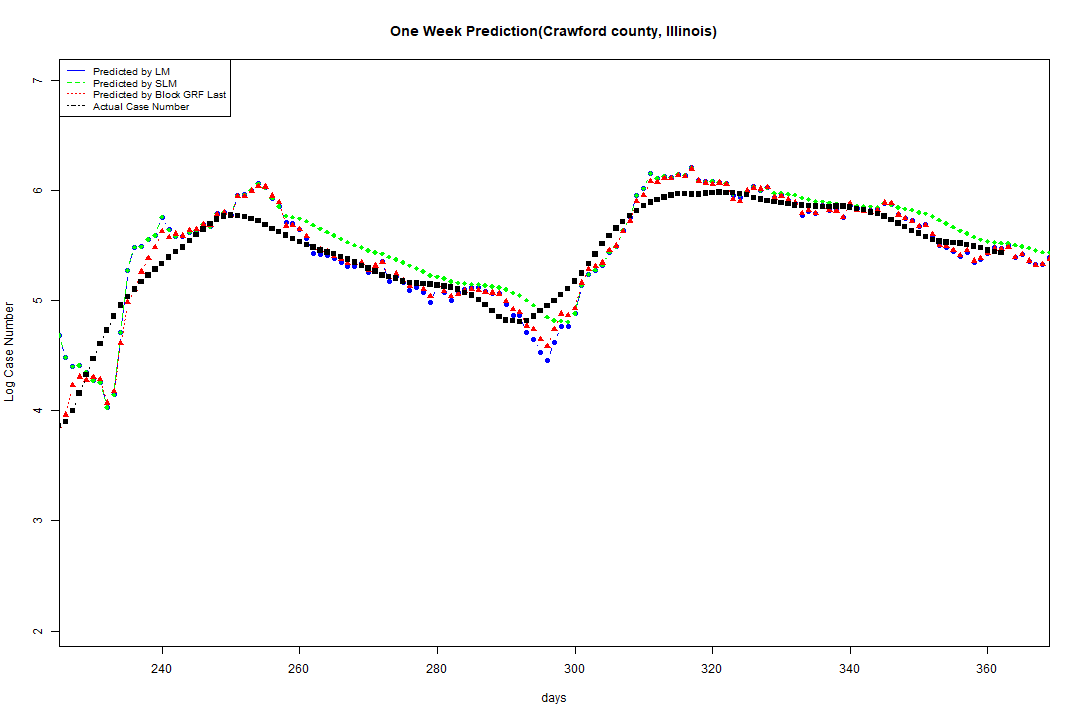 One Week Prediction(Crawford county, Illinois)
Predicted by LM
Predicted by SLM
Predicted by Block GRF Last
Actual Case Number
7
6
5
4
3
2
Log Case Number
240 260 280 300 320 340 360
days